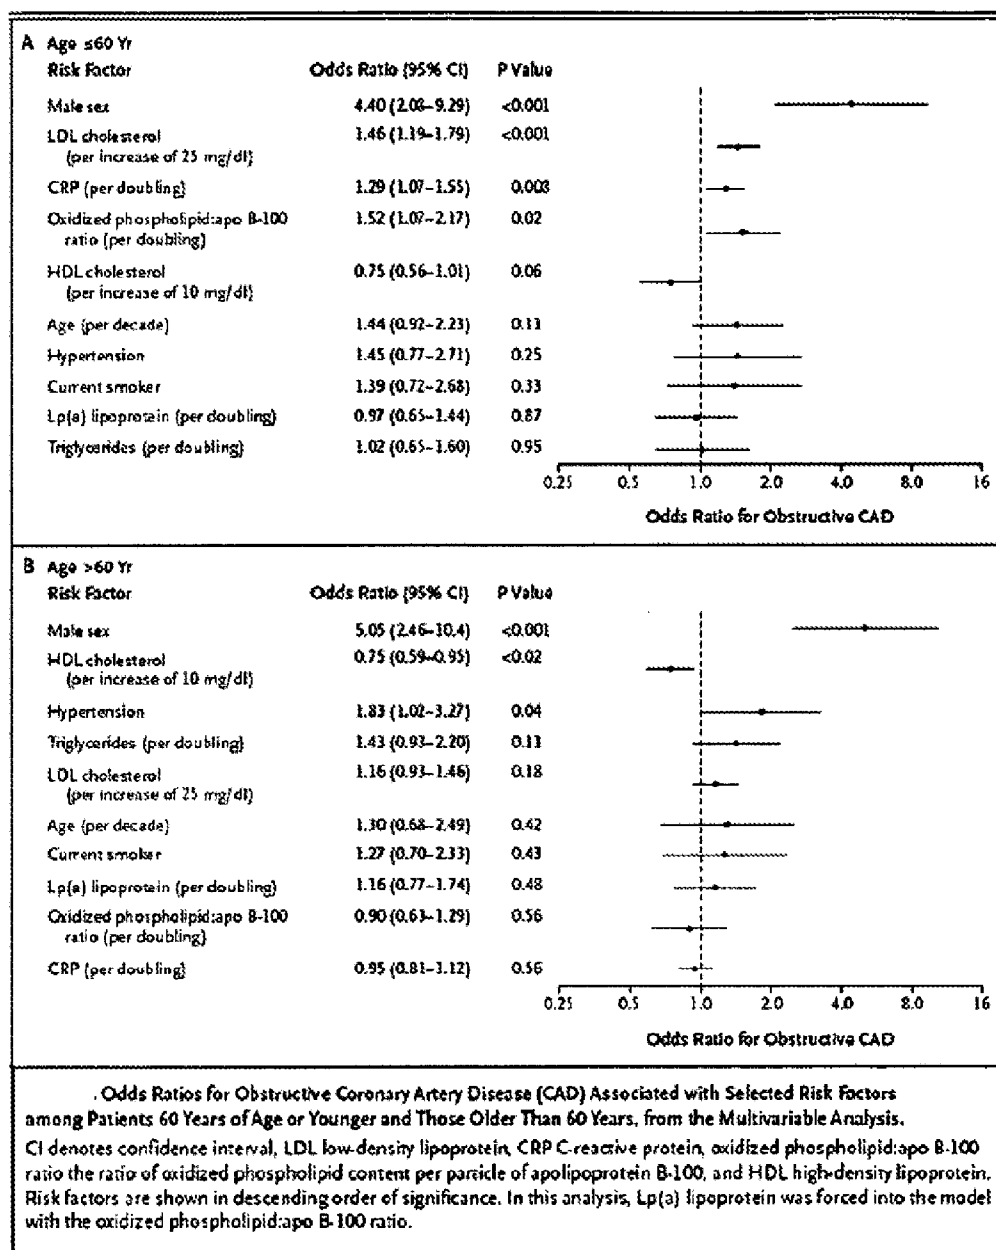 A Age ≤60 Yr
Risk Factor Odds Ratio (95% CI) P Value
Male sex 4.40 (2.08–9.29) <0.001
LDL cholesterol 1.46 (1.19–1.79) <0.001
(per increase of 25 mg/dl)
CRP (per doubling) 1.29 (1.07–1.55) 0.008
Oxidized phospholipid:apo B-100 1.52 (1.07–2.17) 0.02
ratio (per doubling)
HDL cholesterol 0.75 (0.56–1.01) 0.06
(per increase of 10 mg/dl)
Age (per decade) 1.44 (0.92–2.23) 0.11
Hypertension 1.45 (0.77–2.71) 0.25
Current smoker 1.39 (0.72–2.68) 0.33
Lp(a) lipoprotein (per doubling) 0.97 (0.65–1.44) 0.87
Triglycerides (per doubling) 1.02 (0.65–1.60) 0.95
0.25 0.5 1.0 2.0 4.0 8.0 16
Odds Ratio for Obstructive CAD
B Age >60 Yr
Risk Factor Odds Ratio (95% CI) P Value
Male sex 5.05 (2.46–10.4) <0.001
HDL cholesterol 0.75 (0.59–0.95) <0.02
(per increase of 10 mg/dl)
Hypertension 1.83 (1.02–3.27) 0.04
Triglycerides (per doubling) 1.43 (0.93–2.20) 0.11
LDL cholesterol 1.16 (0.93–1.46) 0.18
(per increase of 25 mg/dl)
Age (per decade) 1.30 (0.68–2.49) 0.42
Current smoker 1.27 (0.70–2.33) 0.43
Lp(a) lipoprotein (per doubling) 1.16 (0.77–1.74) 0.48
Oxidized phospholipid:apo B-100 0.90 (0.63–1.29) 0.56
ratio (per doubling)
CRP (per doubling) 0.95 (0.81–1.12) 0.56
0.25 0.5 1.0 2.0 4.0 8.0 16
Odds Ratio for Obstructive CAD
. Odds Ratios for Obstructive Coronary Artery Disease (CAD) Associated with Selected Risk Factors
among Patients 60 Years of Age or Younger and Those Older Than 60 Years, from the Multivariable Analysis.
CI denotes confidence interval, LDL low-density lipoprotein, CRP C-reactive protein, oxidized phospholipid:apo B-100
ratio the ratio of oxidized phospholipid content per particle of apolipoprotein B-100, and HDL high-density lipoprotein.
Risk factors are shown in descending order of significance. In this analysis, Lp(a) lipoprotein was forced into the model
with the oxidized phospholipid:apo B-100 ratio.